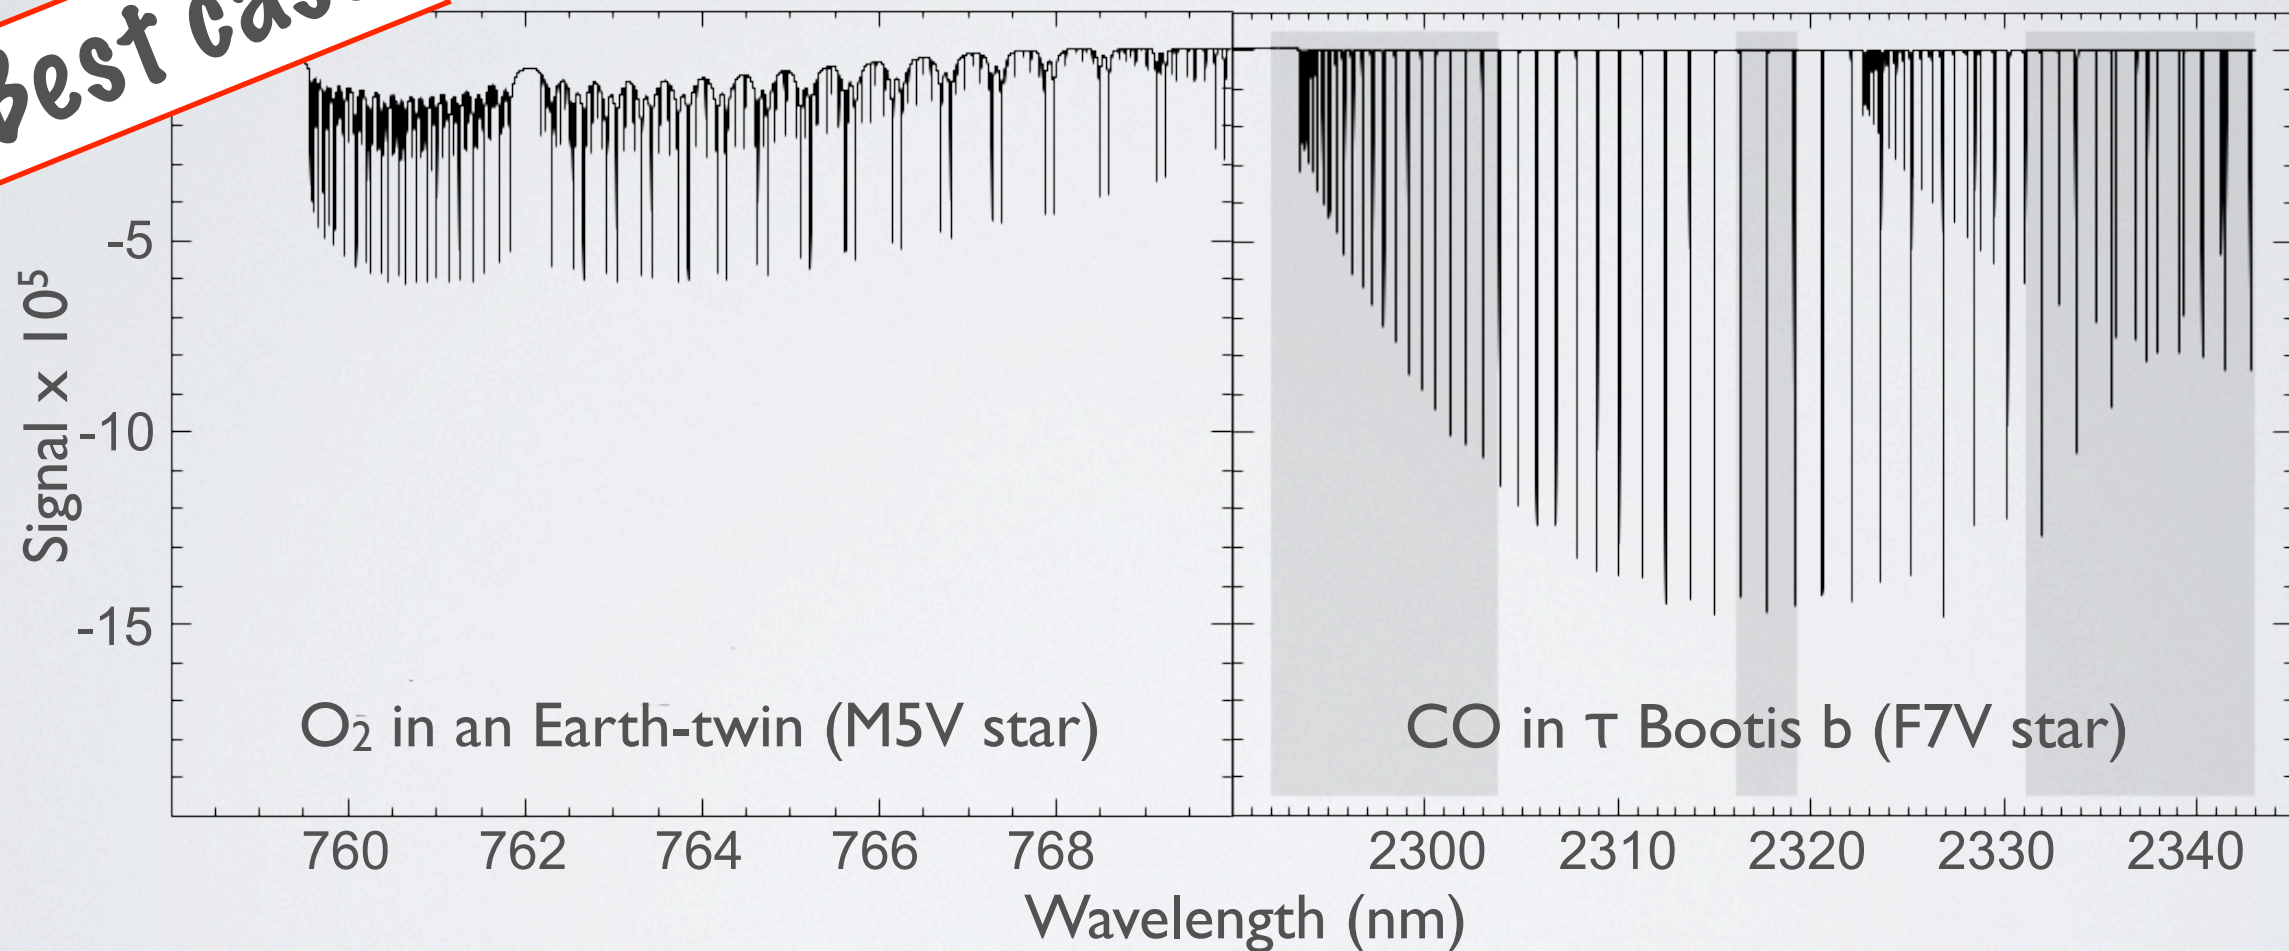 Best cas
-5
-10
-15
Signal x 10⁵
O₂ in an Earth-twin (M5V star)
CO in τ Bootis b (F7V star)
760 762 764 766 768 2300 2310 2320 2330 2340
Wavelength (nm)